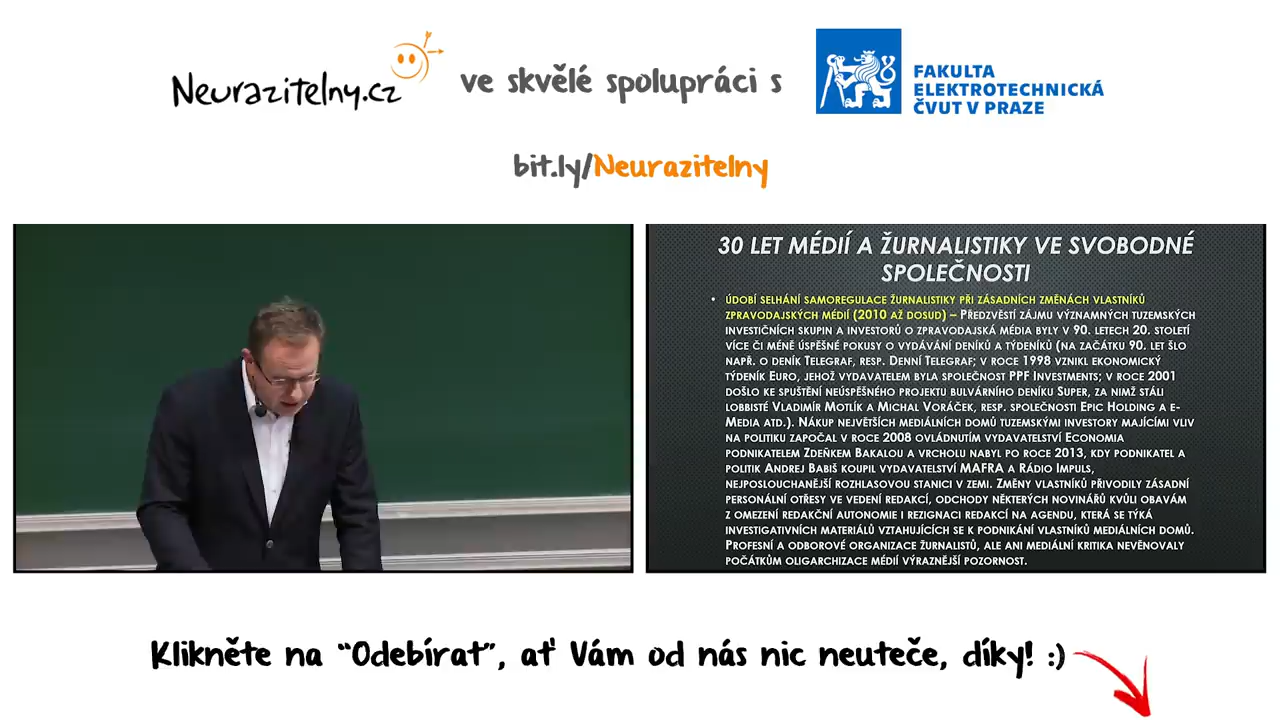 Neurazitelny.cz ve skvělé spolupráci s
FAKULTA
ELEKTROTECHNICKÁ
ČVUT V PRAZE
bit.ly/Neurazitelny
30 LET MÉDIÍ A ŽURNALISTIKY VE SVOBODNÉ
SPOLEČNOSTI
• ÚDOBÍ SELHÁNÍ SAMOREGULACE ŽURNALISTIKY PŘI ZÁSADNÍCH ZMĚNÁCH VLASTNÍKŮ
ZPRAVODAJSKÝCH MÉDIÍ (2010 AŽ DOSUD) – PŘEDZVĚSTÍ ZÁJMU VÝZNAMNÝCH TUZEMSKÝCH
INVESTIČNÍCH SKUPIN A INVESTORŮ O ZPRAVODAJSKÁ MÉDIA BYLY V 90. LETECH 20. STOLETÍ
VÍCE ČI MÉNĚ ÚSPĚŠNÉ POKUSY O VYDÁVÁNÍ DENÍKŮ A TÝDENÍKŮ (NA ZAČÁTKU 90. LET ŠLO
NAPŘ. O DENÍK TELEGRAF, RESP. DENNÍ TELEGRAF; V ROCE 1998 VZNIKL EKONOMICKÝ
TÝDENÍK EURO, JEHOŽ VYDAVATELEM BYLA SPOLEČNOST PPF INVESTMENTS; V ROCE 2001
DOŠLO KE SPUŠTĚNÍ NEÚSPĚŠNÉHO PROJEKTU BULVÁRNÍHO DENÍKU SUPER, ZA NIMŽ STÁLI
LOBBISTÉ VLADIMÍR MOTLÍK A MICHAL VORÁČEK, RESP. SPOLEČNOSTI EPIC HOLDING A E-
MEDIA ATD.). NÁKUP NEJVĚTŠÍCH MEDIÁLNÍCH DOMŮ TUZEMSKÝMI INVESTORY MAJÍCÍMI VLIV
NA POLITIKU ZAPOČAL V ROCE 2008 OVLÁDNUTÍM VYDAVATELSTVÍ ECONOMIA
PODNIKATELEM ZDEŇKEM BAKALOU A VRCHOLU NABYL PO ROCE 2013, KDY PODNIKATEL A
POLITIK ANDREJ BABIŠ KOUPIL VYDAVATELSTVÍ MAFRA A RÁDIO IMPULS,
NEJPOSLOUCHANĚJŠÍ ROZHLASOVOU STANICI V ZEMI. ZMĚNY VLASTNÍKŮ PŘIVODILY ZÁSADNÍ
PERSONÁLNÍ OTŘESY VE VEDENÍ REDAKCÍ, ODCHODY NĚKTERÝCH NOVINÁŘŮ KVŮLI OBAVÁM
Z OMEZENÍ REDAKČNÍ AUTONOMIE I REZIGNACI REDAKCÍ NA AGENDU, KTERÁ SE TÝKÁ
INVESTIGATIVNÍCH MATERIÁLŮ VZTAHUJÍCÍCH SE K PODNIKÁNÍ VLASTNÍKŮ MEDIÁLNÍCH DOMŮ.
PROFESNÍ A ODBOROVÉ ORGANIZACE ŽURNALISTŮ, ALE ANI MEDIÁLNÍ KRITIKA NEVĚNOVALY
POČÁTKŮM OLIGARCHIZACE MÉDIÍ VÝRAZNĚJŠÍ POZORNOST.
Klikněte na “Odebírat”, ať Vám od nás nic neuteče, díky! :)